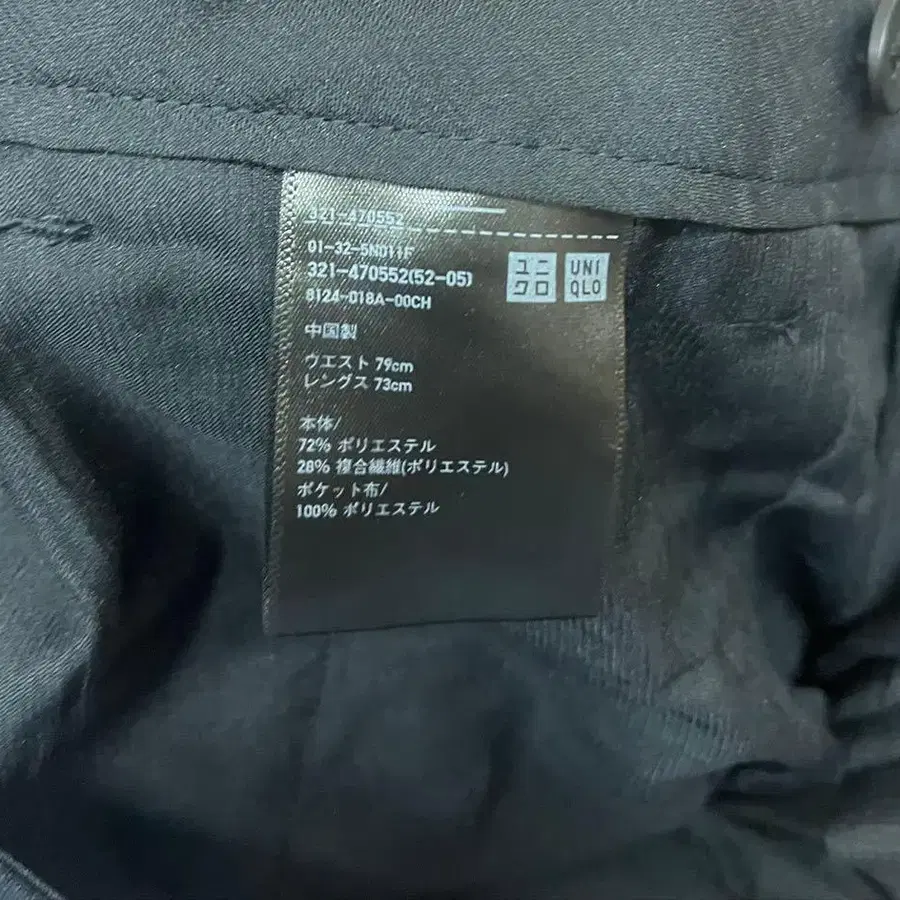 321-470552
01-32-5N011F
321-470552(52-05)
8124-018A-00CH
ユニ
クロ
UNI
QLO
中国製
ウエスト 79cm
レングス 73cm
本体/
72% ポリエステル
28% 複合繊維(ポリエステル)
ポケット布/
100% ポリエステル